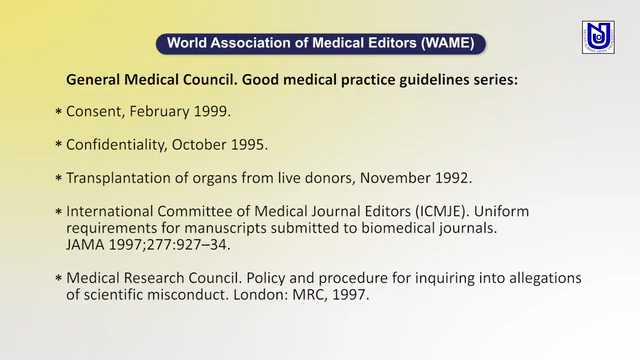 World Association of Medical Editors (WAME)
General Medical Council. Good medical practice guidelines series:
* Consent, February 1999.
* Confidentiality, October 1995.
* Transplantation of organs from live donors, November 1992.
* International Committee of Medical Journal Editors (ICMJE). Uniform
requirements for manuscripts submitted to biomedical journals.
JAMA 1997;277:927–34.
* Medical Research Council. Policy and procedure for inquiring into allegations
of scientific misconduct. London: MRC, 1997.